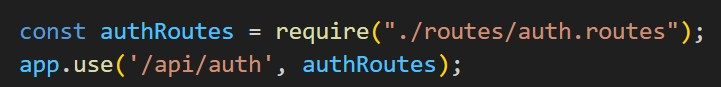 const authRoutes = require("./routes/auth.routes");
app.use('/api/auth', authRoutes);